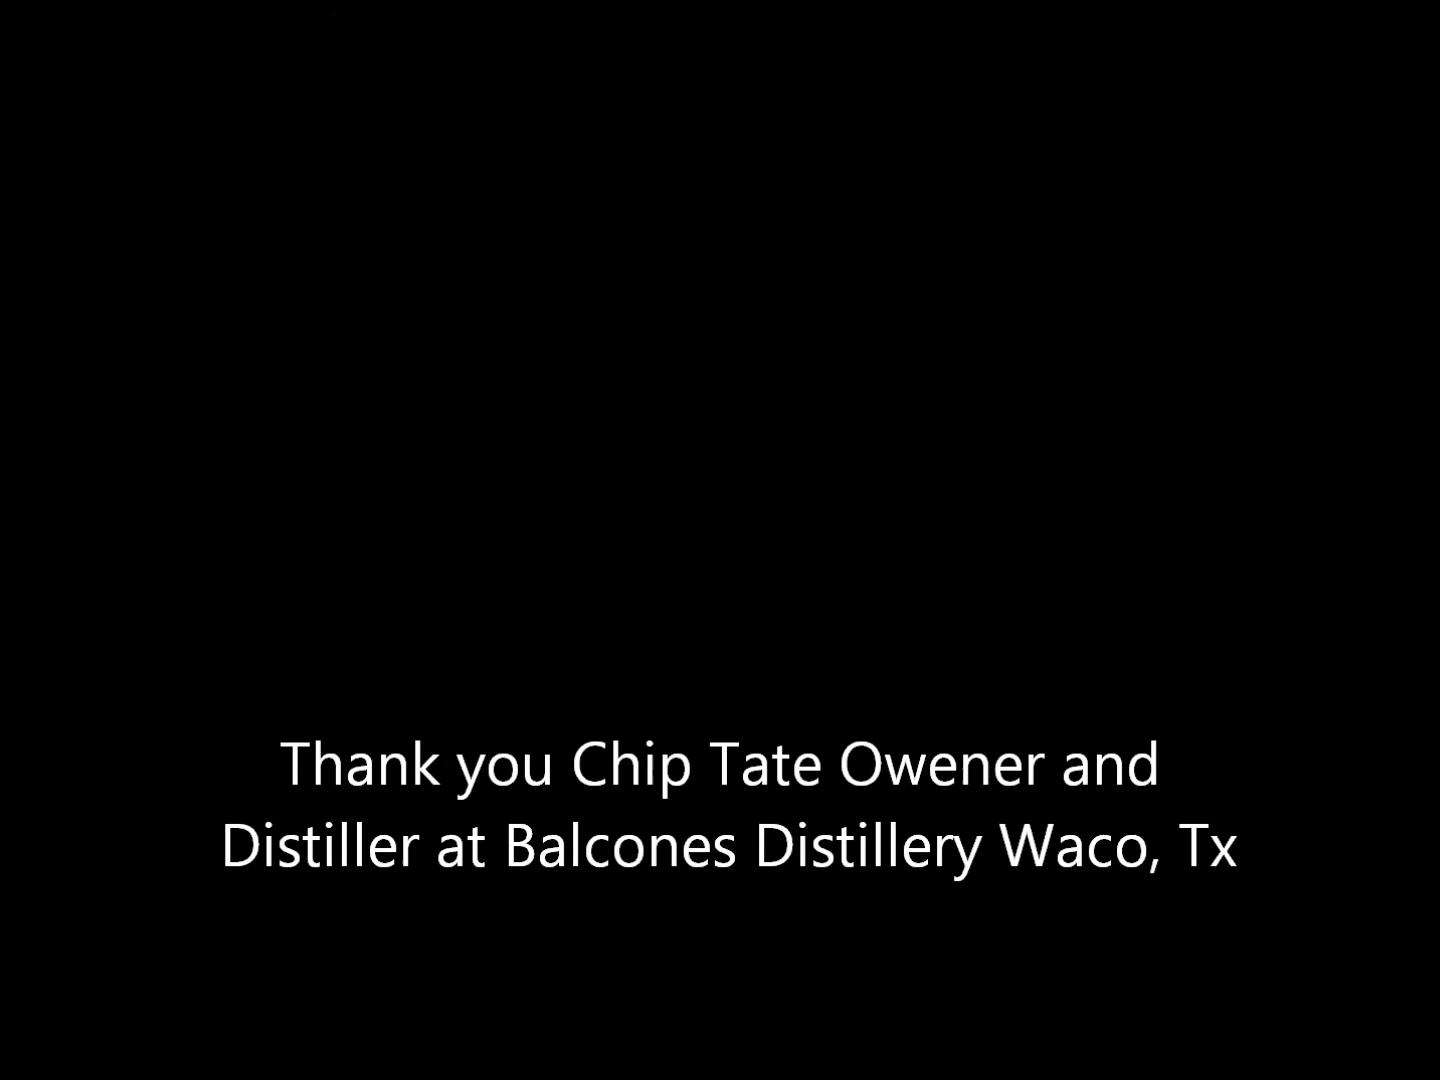 Thank you Chip Tate Owener and
Distiller at Balcones Distillery Waco, Tx